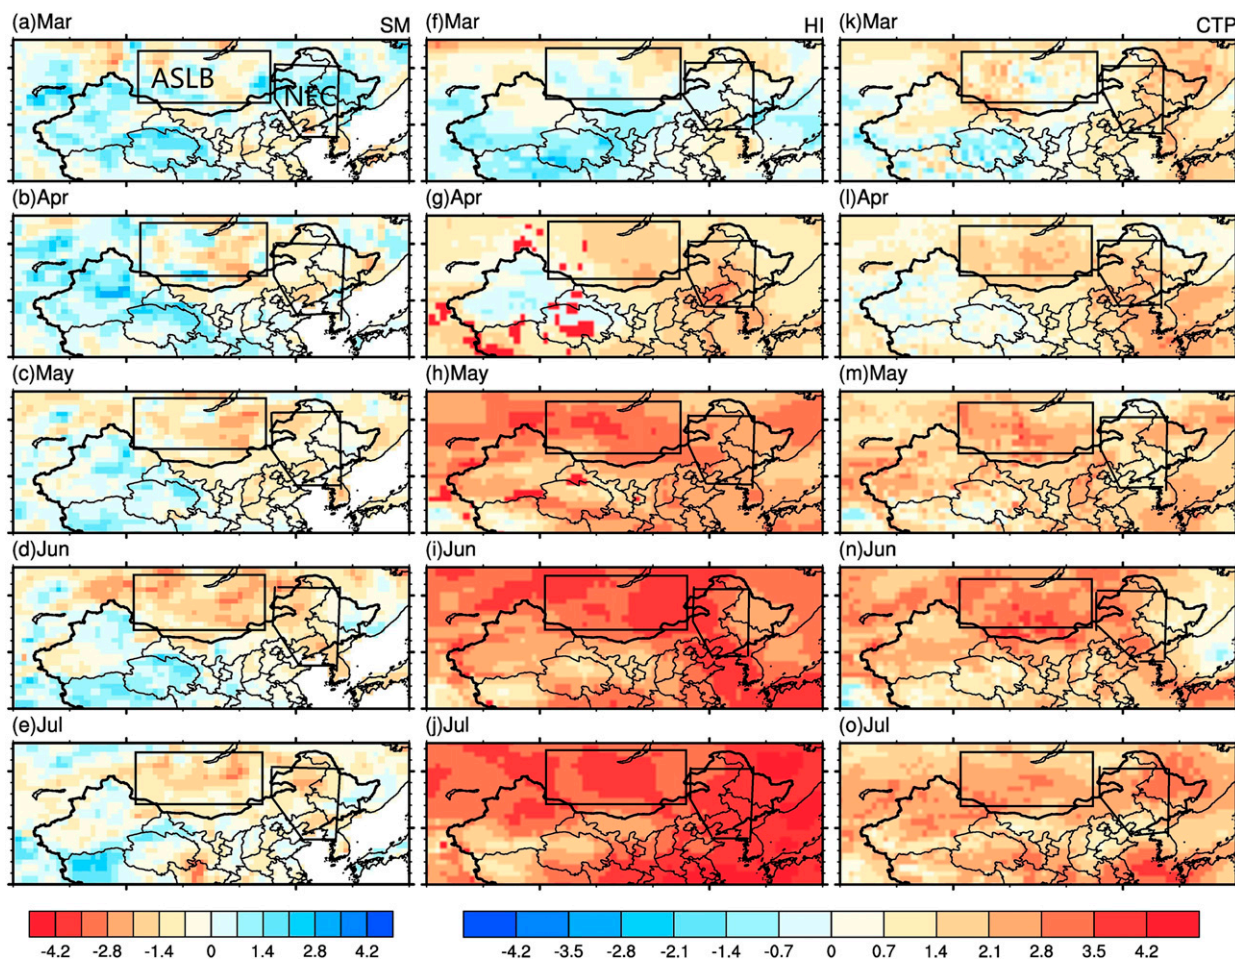 (a)Mar SM (f)Mar HI (k)Mar CTP
ASLB NEC
(b)Apr (g)Apr (l)Apr
(c)May (h)May (m)May
(d)Jun (i)Jun (n)Jun
(e)Jul (j)Jul (o)Jul
-4.2 -2.8 -1.4 0 1.4 2.8 4.2 -4.2 -3.5 -2.8 -2.1 -1.4 -0.7 0 0.7 1.4 2.1 2.8 3.5 4.2